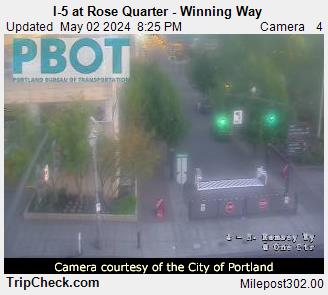 I-5 at Rose Quarter - Winning Way
Updated May 02 2024 8:25 PM Camera 4
PBOT
PORTLAND BUREAU OF TRANSPORTATION
Camera courtesy of the City of Portland
TripCheck.com Milepost302.00